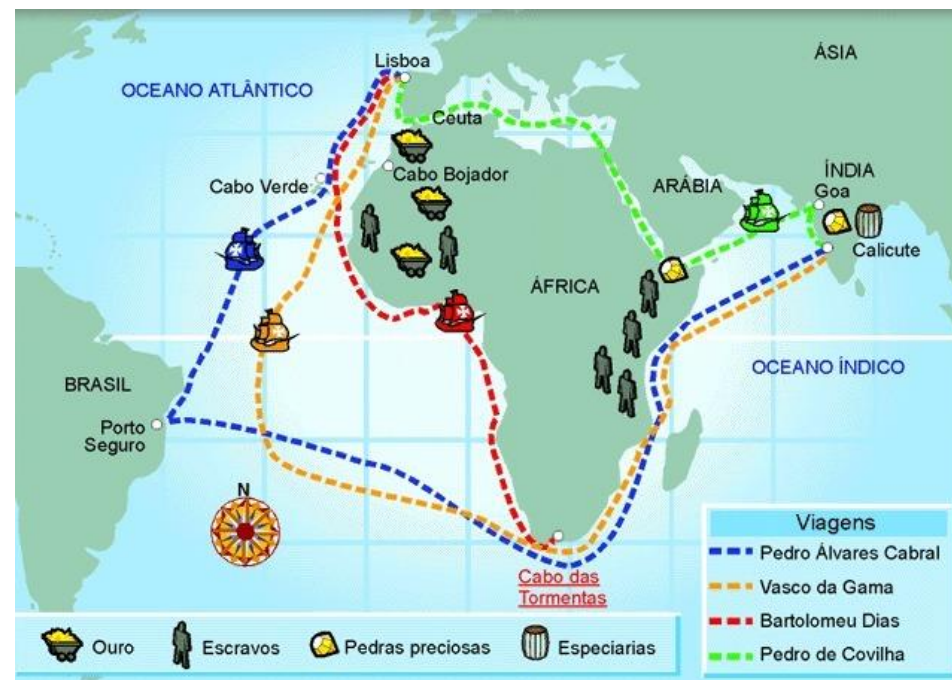 ÁSIA
Lisboa
OCEANO ATLÂNTICO
Ceuta
Cabo Bojador
Cabo Verde
ARÁBIA
ÍNDIA
Goa
Calicute
ÁFRICA
OCEANO ÍNDICO
BRASIL
Porto
Seguro
N
Cabo das
Tormentas
Viagens
Pedro Álvares Cabral
Vasco da Gama
Bartolomeu Dias
Pedro de Covilha
Ouro
Escravos
Pedras preciosas
Especiarias